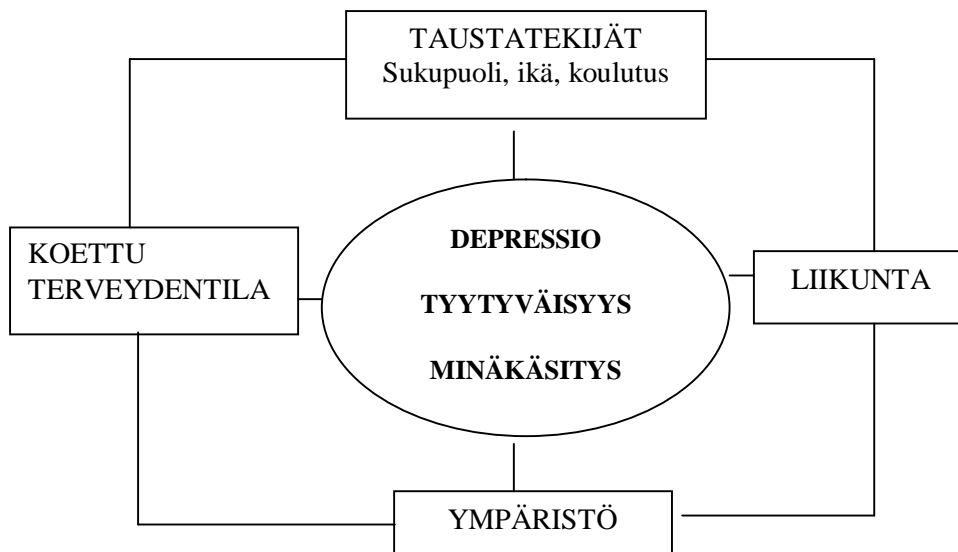 TAUSTATEKIJÄT
Sukupuoli, ikä, koulutus
KOETTU
TERVEYDENTILA
DEPRESSIO
TYYTYVÄISYYS
MINÄKÄSITYS
LIIKUNTA
YMPÄRISTÖ